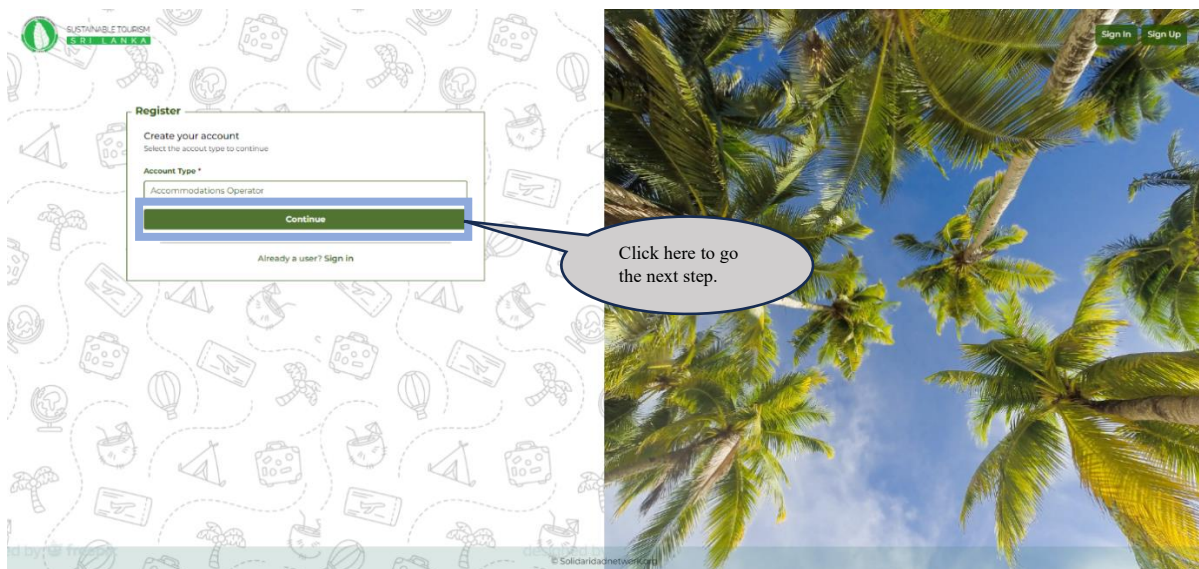 SUSTAINABLE TOURISM
SRI LANKA
Sign In
Sign Up
Register
Create your account
Select the accout type to continue
Account Type *
Accommodations Operator
Continue
Already a user? Sign in
Click here to go
the next step.
© Solidaridadnetwork.org